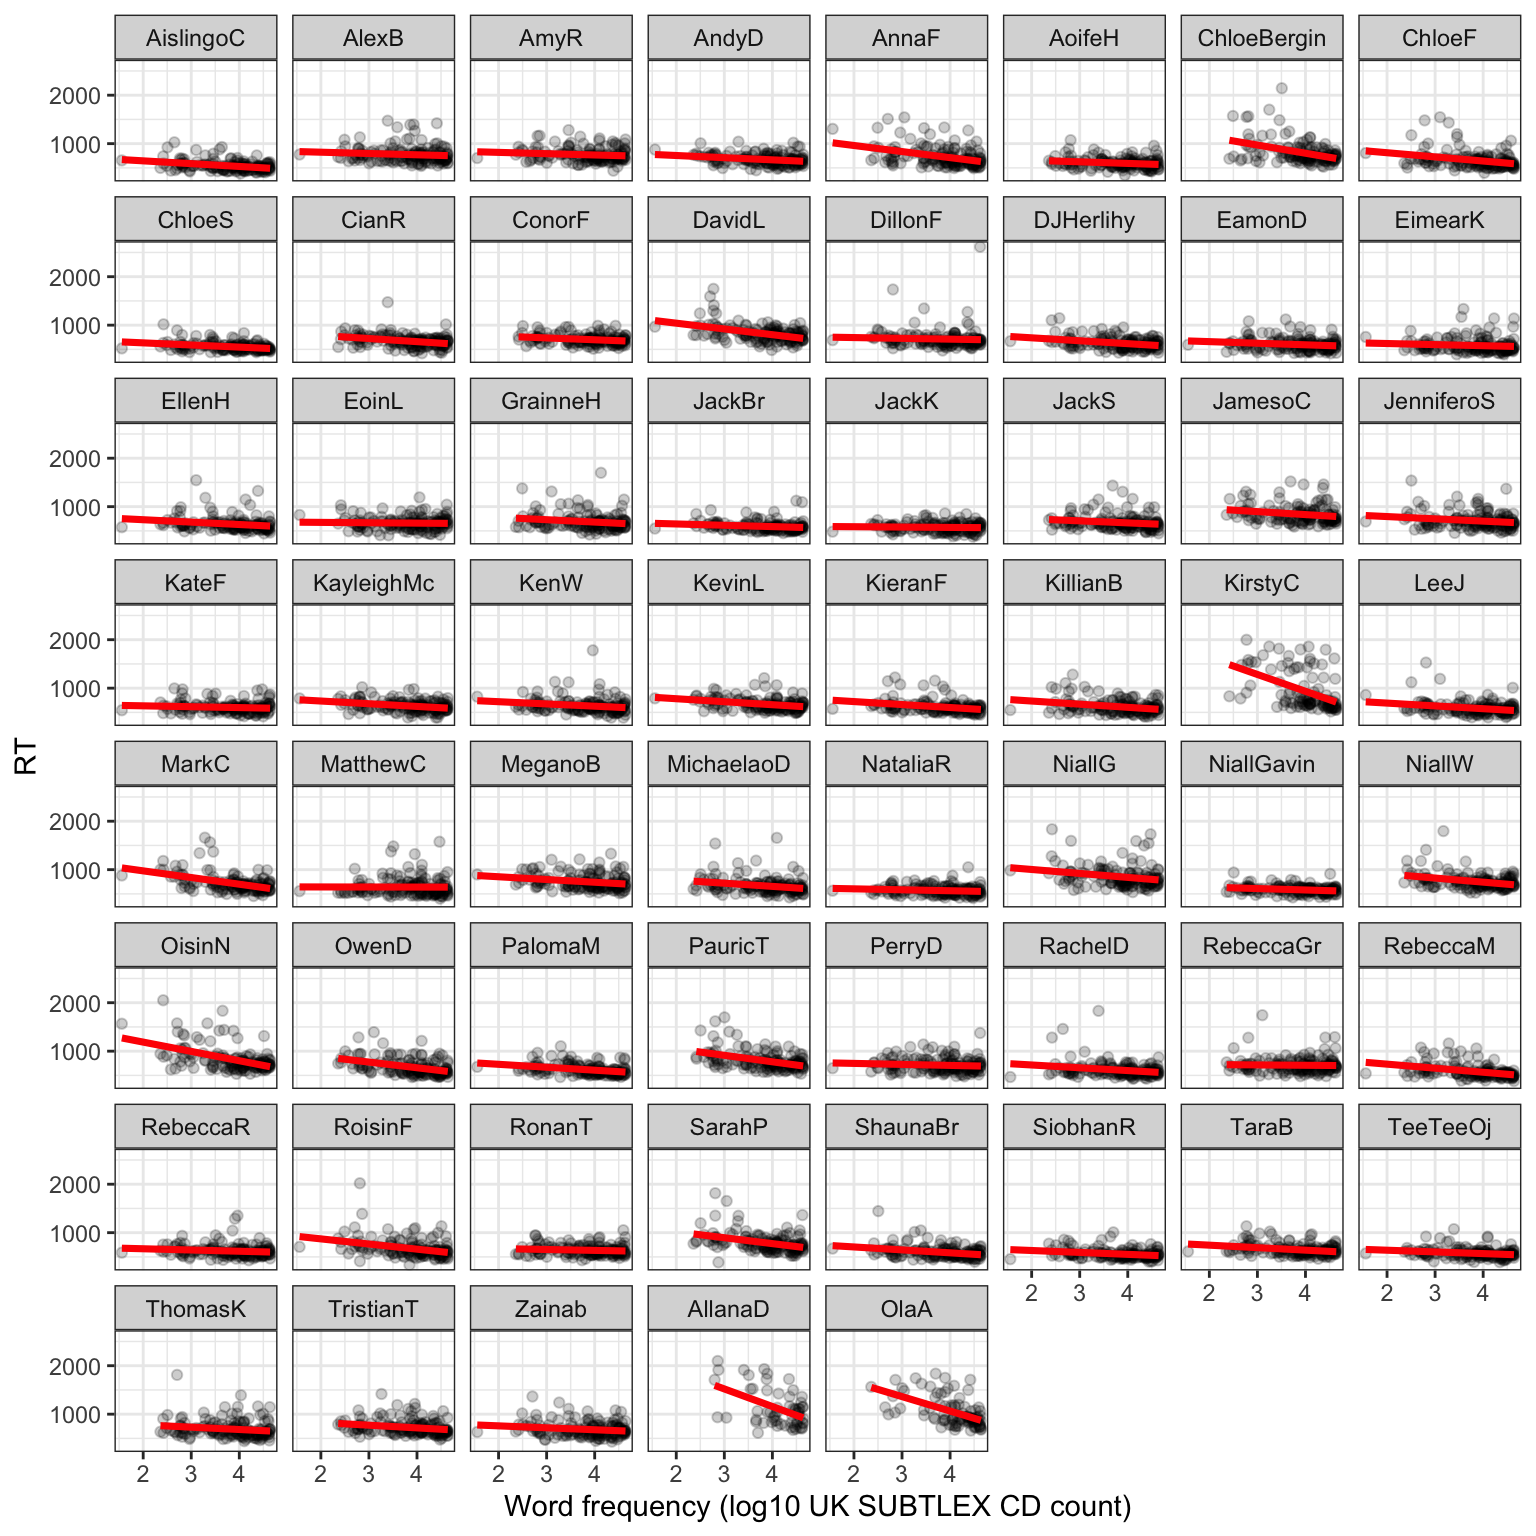 AislingoC AlexB AmyR AndyD AnnaF AoifeH ChloeBergin ChloeF
2000
1000
ChloeS CianR ConorF DavidL DillonF DJHerlihy EamonD EimearK
2000
1000
EllenH EoinL GrainneH JackBr JackK JackS JamesoC JenniferoS
2000
1000
KateF KayleighMc KenW KevinL KieranF KillianB KirstyC LeeJ
2000
1000
RT
MarkC MatthewC MeganoB MichaelaoD NataliaR NiallG NiallGavin NiallW
2000
1000
OisinN OwenD PalomaM PauricT PerryD RachelD RebeccaGr RebeccaM
2000
1000
RebeccaR RoisinF RonanT SarahP ShaunaBr SiobhanR TaraB TeeTeeOj
2000
1000
2 3 4 2 3 4 2 3 4
ThomasK TristianT Zainab AllanaD OlaA
2000
1000
2 3 4 2 3 4 2 3 4 2 3 4 2 3 4
Word frequency (log10 UK SUBTLEX CD count)